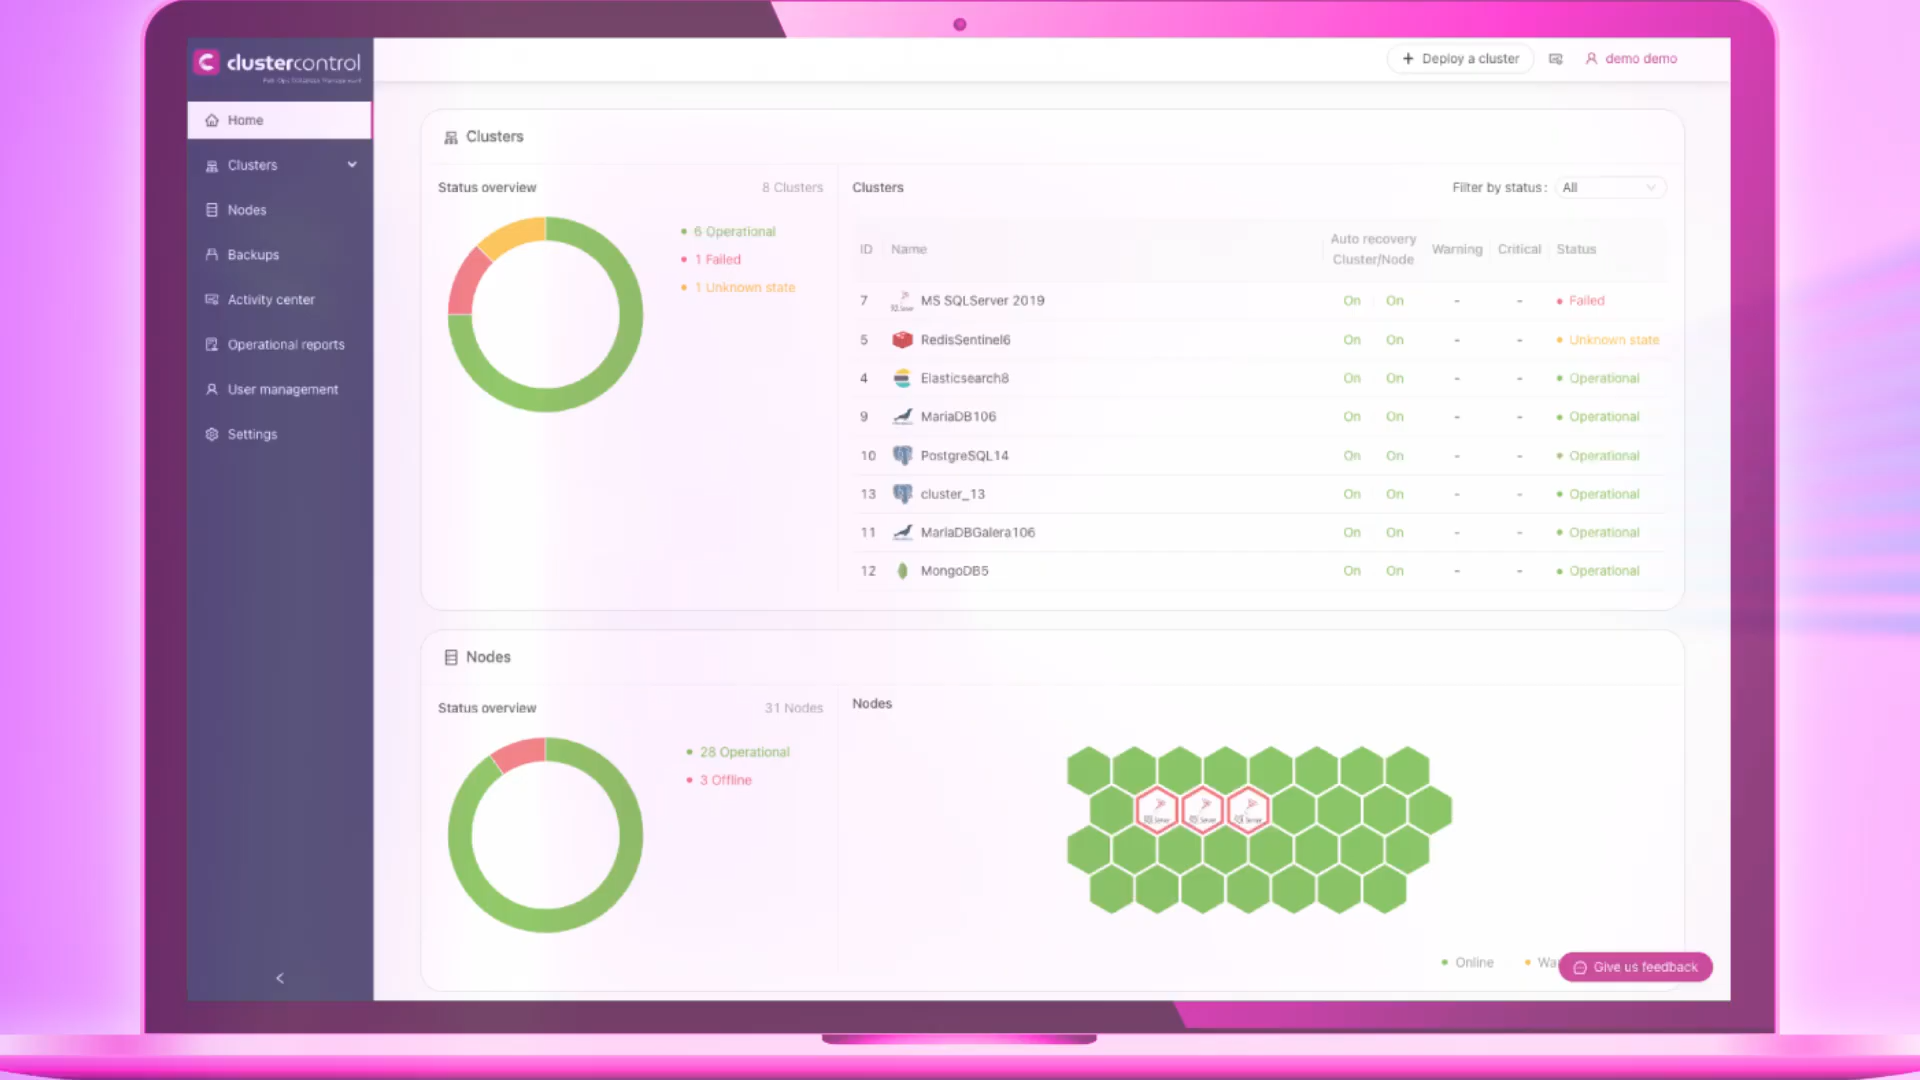 clustercontrol
Deploy a cluster
demo demo
Home
Clusters
Nodes
Backups
Activity center
Operational reports
User management
Settings
Clusters
Status overview
8 Clusters
6 Operational
1 Failed
1 Unknown state
Clusters
Filter by status:
All
ID Name Auto recovery Cluster/Node Warning Critical Status
7 MS SQLServer 2019 On On - - Failed
5 RedisSentinel6 On On - - Unknown state
4 Elasticsearch8 On On - - Operational
9 MariaDB106 On On - - Operational
10 PostgreSQL14 On On - - Operational
13 cluster_13 On On - - Operational
11 MariaDBGalera106 On On - - Operational
12 MongoDB5 On On - - Operational
Nodes
Status overview
31 Nodes
28 Operational
3 Offline
Nodes
Online
Give us feedback